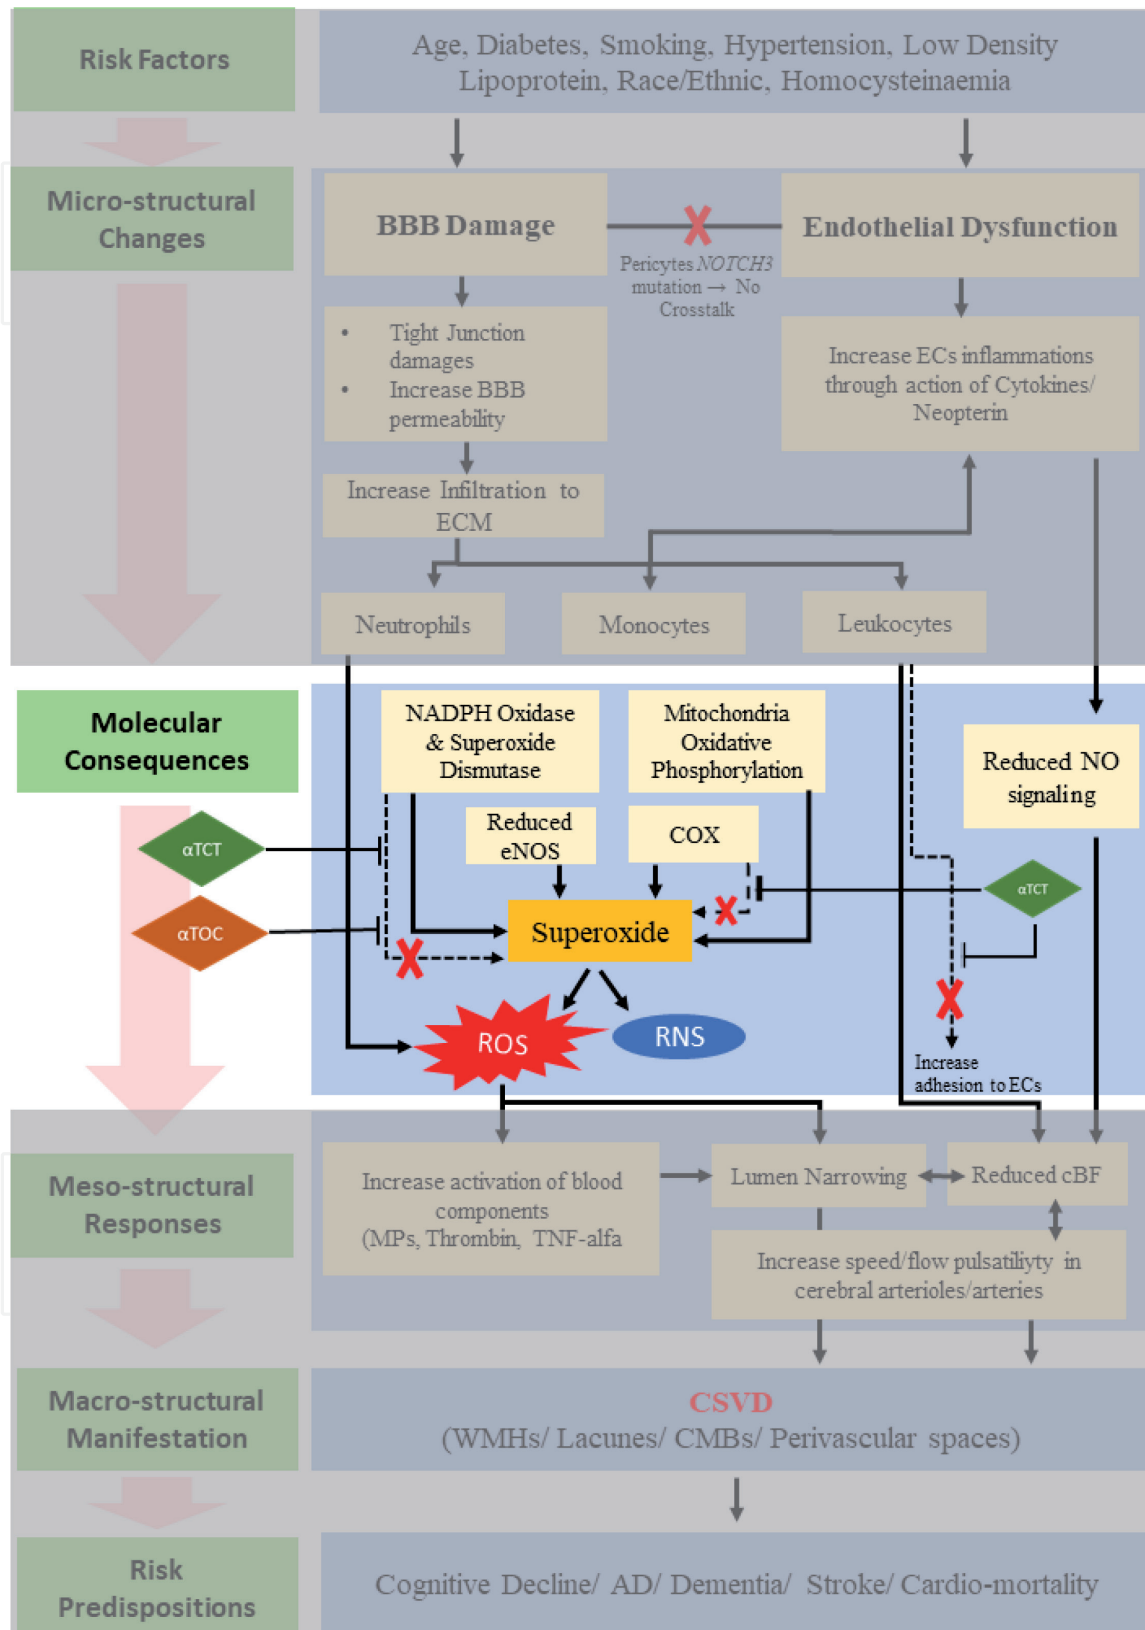 Risk Factors
Age, Diabetes, Smoking, Hypertension, Low Density
Lipoprotein, Race/Ethnic, Homocysteinaemia
Micro-structural
Changes
BBB Damage
Endothelial Dysfunction
Pericytes NOTCH3
mutation → No
Crosstalk
• Tight Junction
damages
• Increase BBB
permeability
Increase ECs inflammations
through action of Cytokines/
Neopterin
Increase Infiltration to
ECM
Neutrophils
Monocytes
Leukocytes
Molecular
Consequences
NADPH Oxidase
& Superoxide
Dismutase
Mitochondria
Oxidative
Phosphorylation
Reduced NO
signaling
Reduced
eNOS
COX
αTCT
αTCT
αTOC
Superoxide
ROS
RNS
Increase
adhesion to ECs
Meso-structural
Responses
Increase activation of blood
components
(MPs, Thrombin, TNF-alfa
Lumen Narrowing
Reduced cBF
Increase speed/flow pulsatiliyty in
cerebral arterioles/arteries
Macro-structural
Manifestation
CSVD
(WMHs/ Lacunes/ CMBs/ Perivascular spaces)
Risk
Predispositions
Cognitive Decline/ AD/ Dementia/ Stroke/ Cardio-mortality